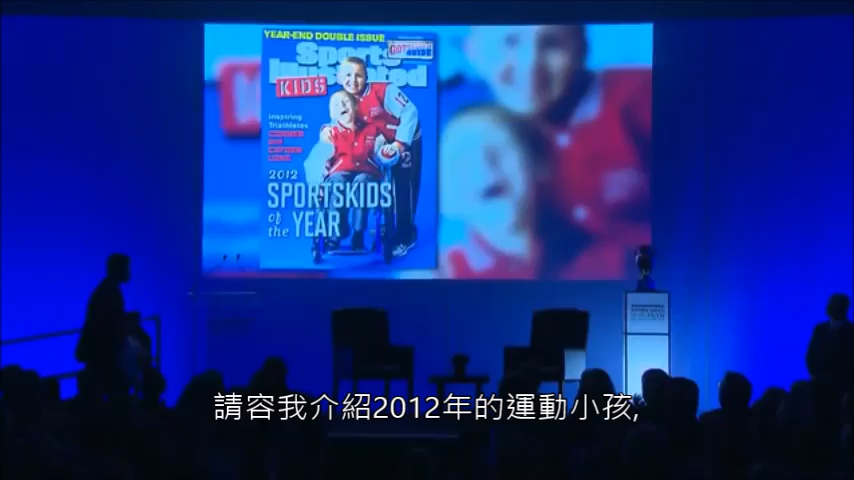 YEAR-END DOUBLE ISSUE
Sports
Illustrated
KIDS
Inspiring
Triathletes
2012
SPORTSKIDS
of
the YEAR
請容我介紹2012年的運動小孩,